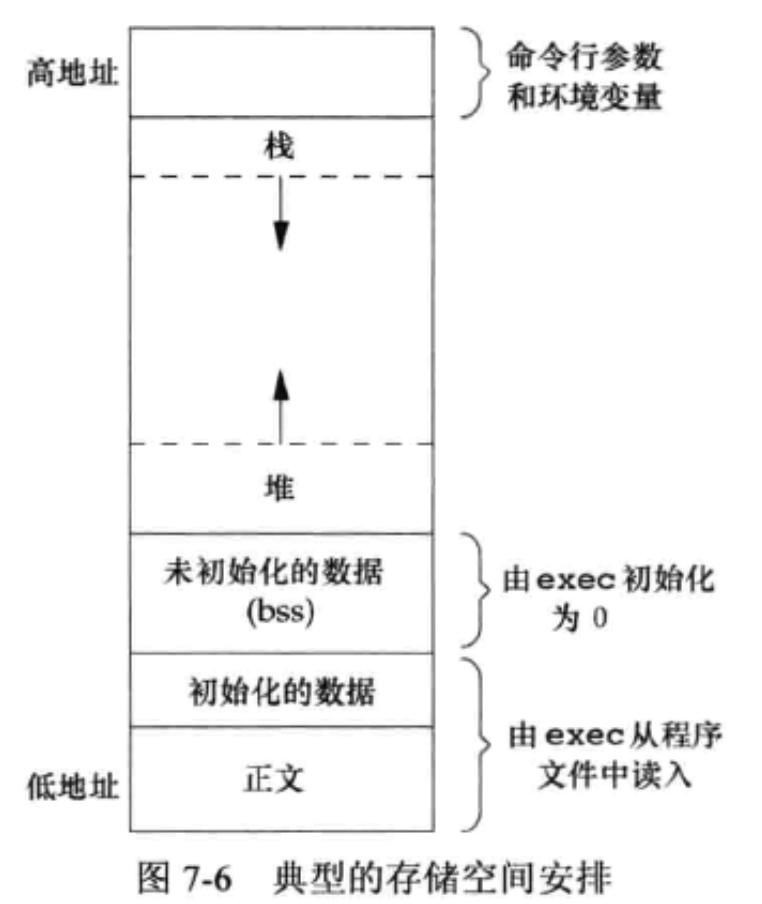 高地址
命令行参数
和环境变量
栈
堆
未初始化的数据
(bss)
由exec初始化
为 0
初始化的数据
由exec从程序
文件中读入
低地址
正文
图 7-6 典型的存储空间安排